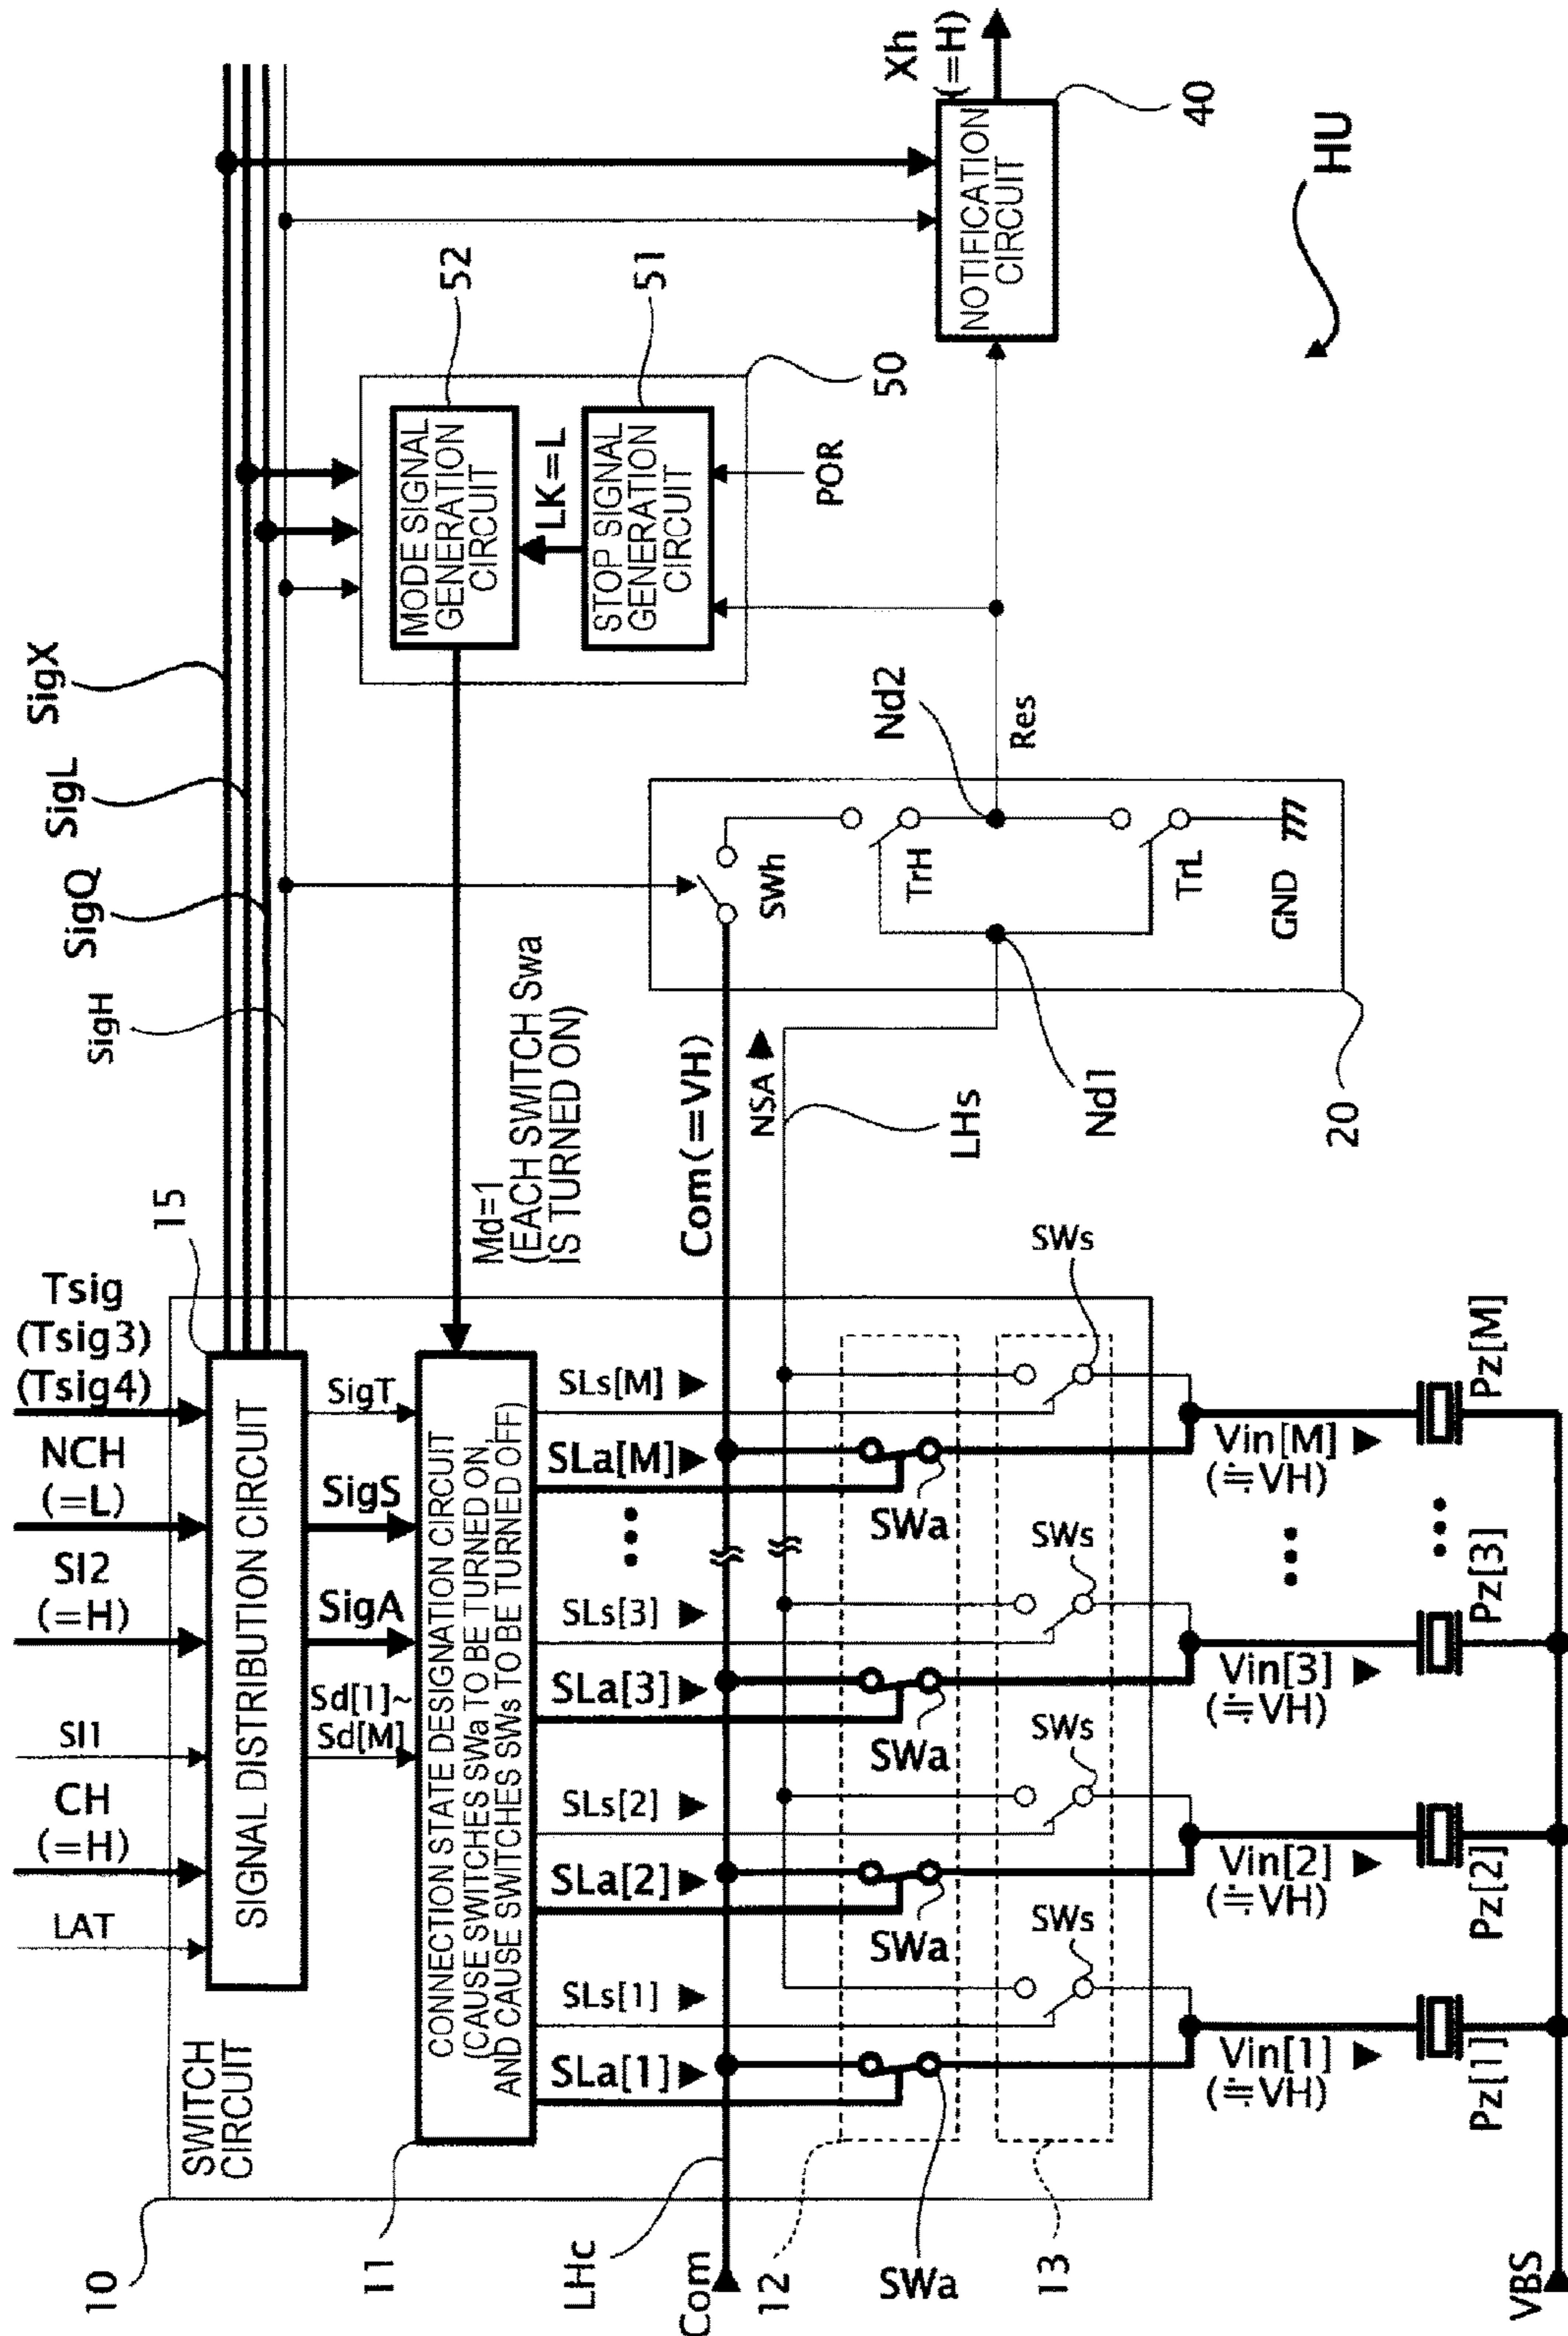 Tsig
(Tsig3)
(Tsig4)
NCH
(=L)
SI2
(=H)
SI1
CH
(=H)
LAT
15
SigH
SigQ
SigL
SigX
SIGNAL DISTRIBUTION CIRCUIT
SWITCH
CIRCUIT
10
SigT
SigS
SigA
Sd[1]~
Sd[M]
CONNECTION STATE DESIGNATION CIRCUIT
(CAUSE SWITCHES SWa TO BE TURNED ON,
AND CAUSE SWITCHES SWs TO BE TURNED OFF)
11
Md=1
(EACH SWITCH Swa
IS TURNED ON)
MODE SIGNAL
GENERATION
CIRCUIT
52
LK=L
STOP SIGNAL
GENERATION
CIRCUIT
51
POR
50
NOTIFICATION
CIRCUIT
40
Xh
(=H)
HU
SLa[1]
SLs[1]
SLa[2]
SLs[2]
SLa[3]
SLs[3]
SLa[M]
SLs[M]
LHc
Com
Com(=VH)
NSA
LHs
SWh
TrH
TrL
GND
Nd1
Nd2
Res
20
12
SWa
SWa
SWa
SWa
13
SWs
SWs
SWs
SWs
Vin[1]
(≒VH)
Vin[2]
(≒VH)
Vin[3]
(≒VH)
Vin[M]
(≒VH)
Pz[1]
Pz[2]
Pz[3]
Pz[M]
VBS